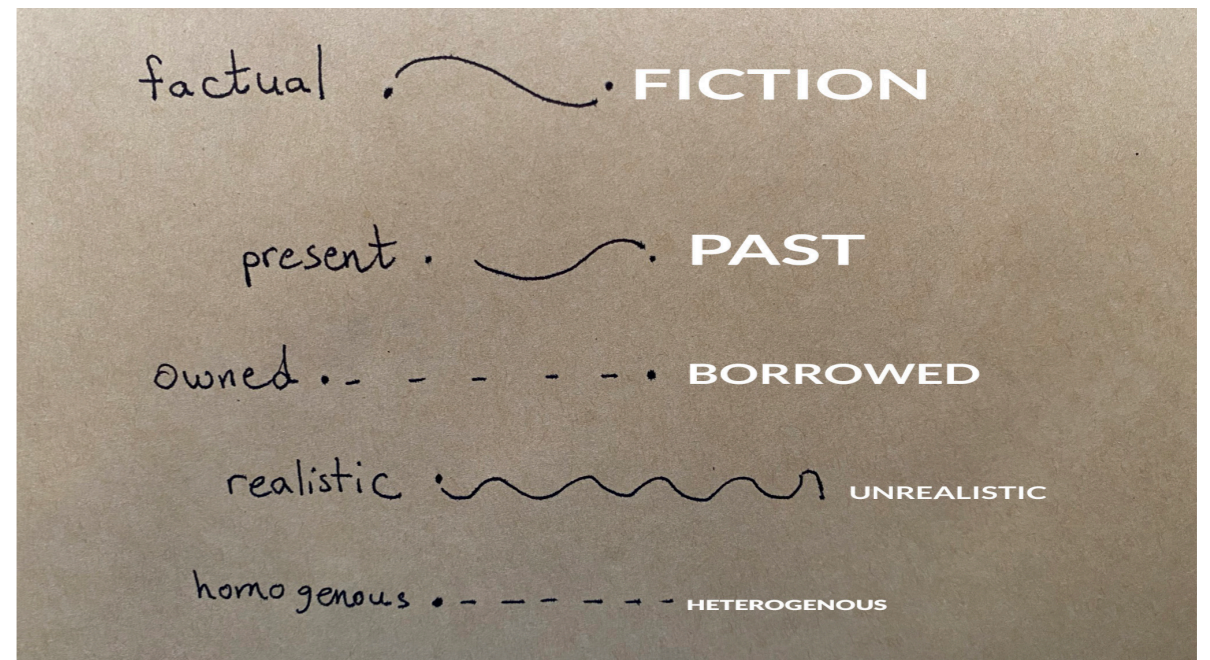 factual FICTION
present PAST
owned BORROWED
realistic UNREALISTIC
homogenous HETEROGENOUS